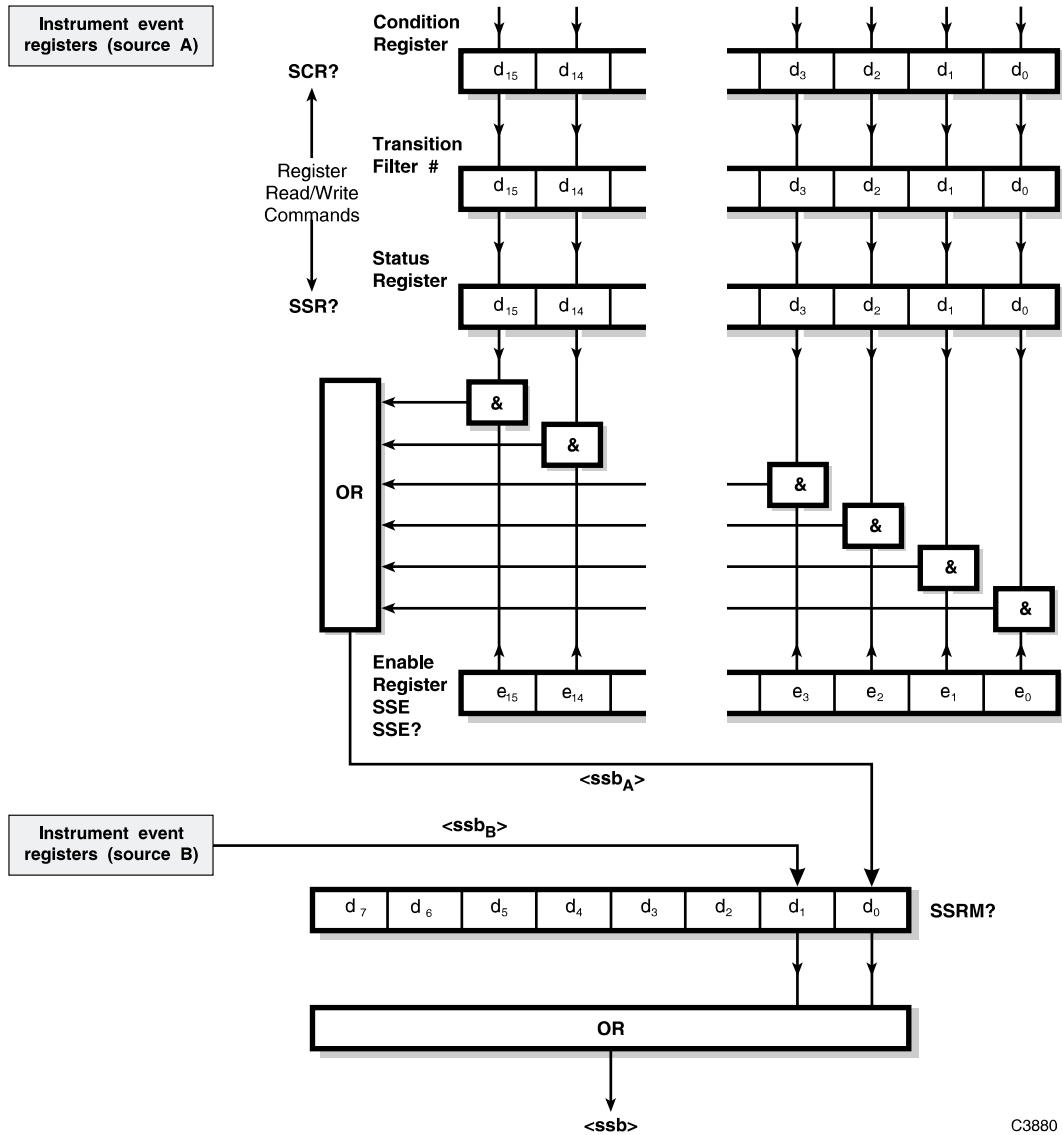 Instrument event
registers (source A)
Condition
Register
SCR?
d15 d14 d3 d2 d1 d0
Transition
Filter #
Register
Read/Write
Commands
d15 d14 d3 d2 d1 d0
Status
Register
SSR?
d15 d14 d3 d2 d1 d0
&
&
OR
&
&
&
&
Enable
Register
SSE
SSE?
e15 e14 e3 e2 e1 e0
<ssbA>
<ssbB>
Instrument event
registers (source B)
d7 d6 d5 d4 d3 d2 d1 d0
SSRM?
OR
<ssb>
C3880